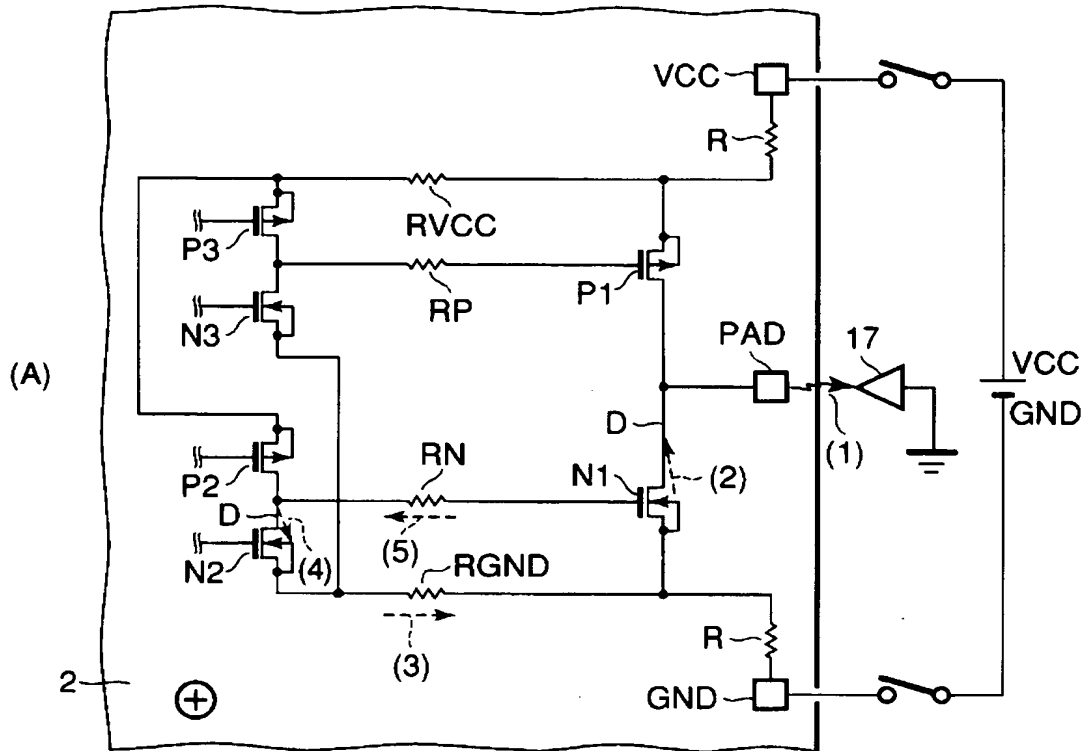 VCC
R
RVCC
P3
RP
P1
N3
PAD
17
(A)
VCC
GND
D
(1)
P2
RN
N1
(2)
D
(5)
(4)
N2
RGND
(3)
R
2
+
GND